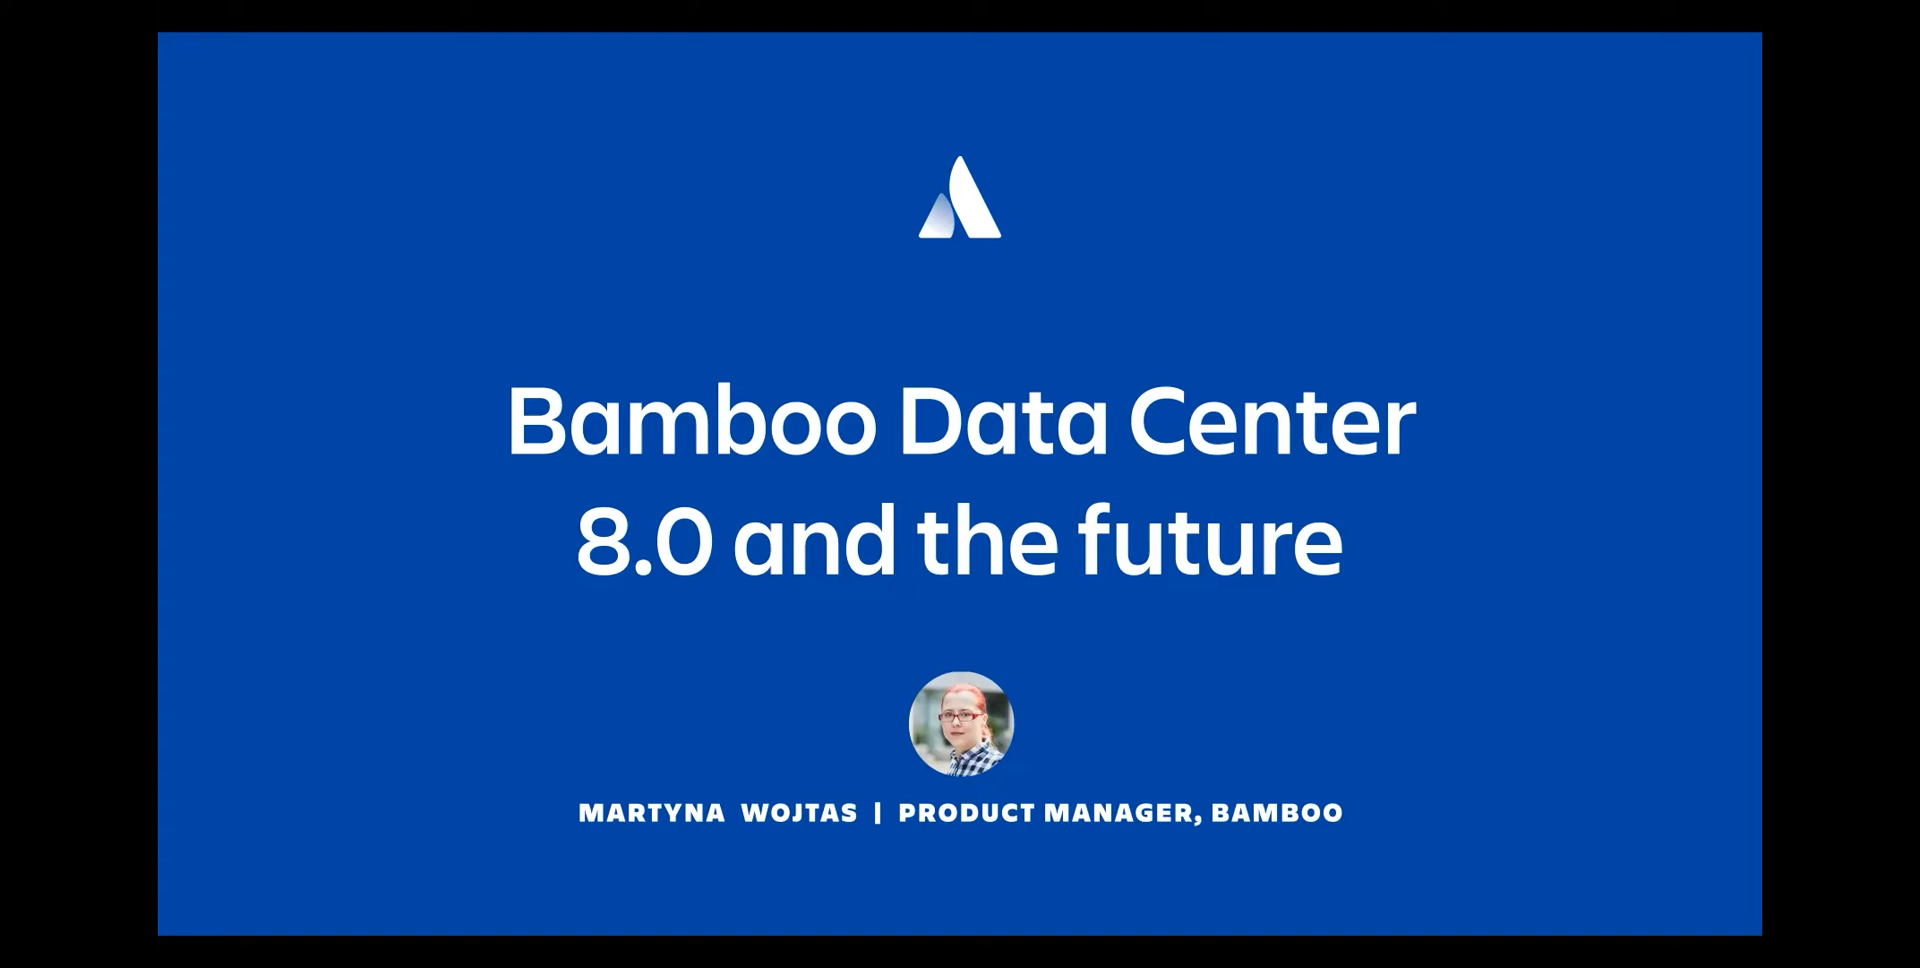 Bamboo Data Center
8.0 and the future
MARTYNA WOJTAS | PRODUCT MANAGER, BAMBOO